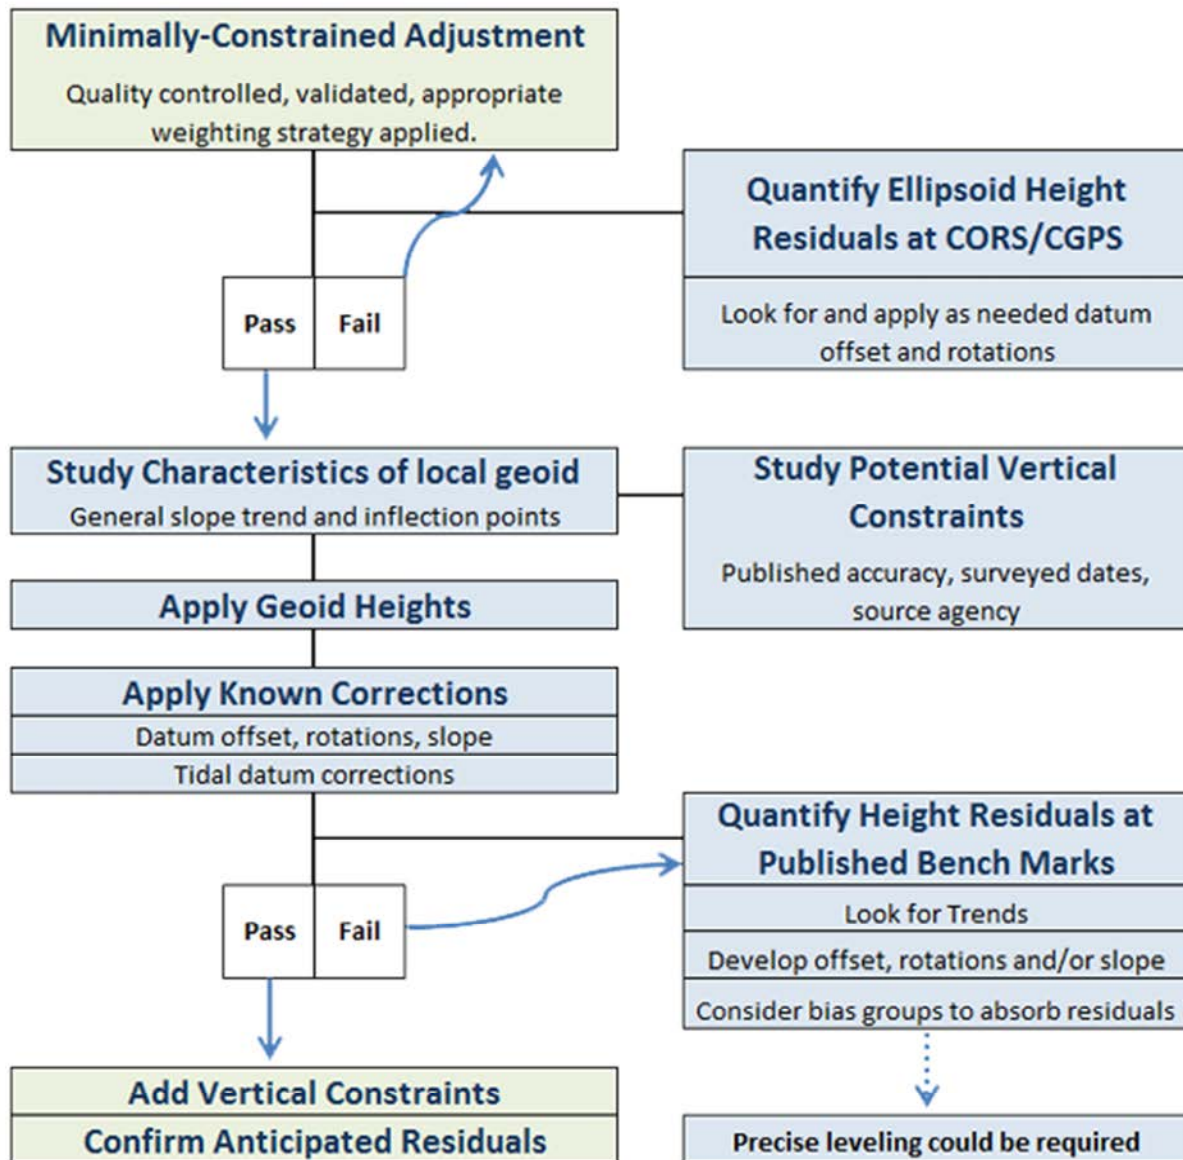 Minimally-Constrained Adjustment
Quality controlled, validated, appropriate
weighting strategy applied.
Quantify Ellipsoid Height
Residuals at CORS/CGPS
Look for and apply as needed datum
offset and rotations
Pass
Fail
Study Characteristics of local geoid
General slope trend and inflection points
Study Potential Vertical
Constraints
Published accuracy, surveyed dates,
source agency
Apply Geoid Heights
Apply Known Corrections
Datum offset, rotations, slope
Tidal datum corrections
Quantify Height Residuals at
Published Bench Marks
Look for Trends
Develop offset, rotations and/or slope
Consider bias groups to absorb residuals
Pass
Fail
Add Vertical Constraints
Confirm Anticipated Residuals
Precise leveling could be required